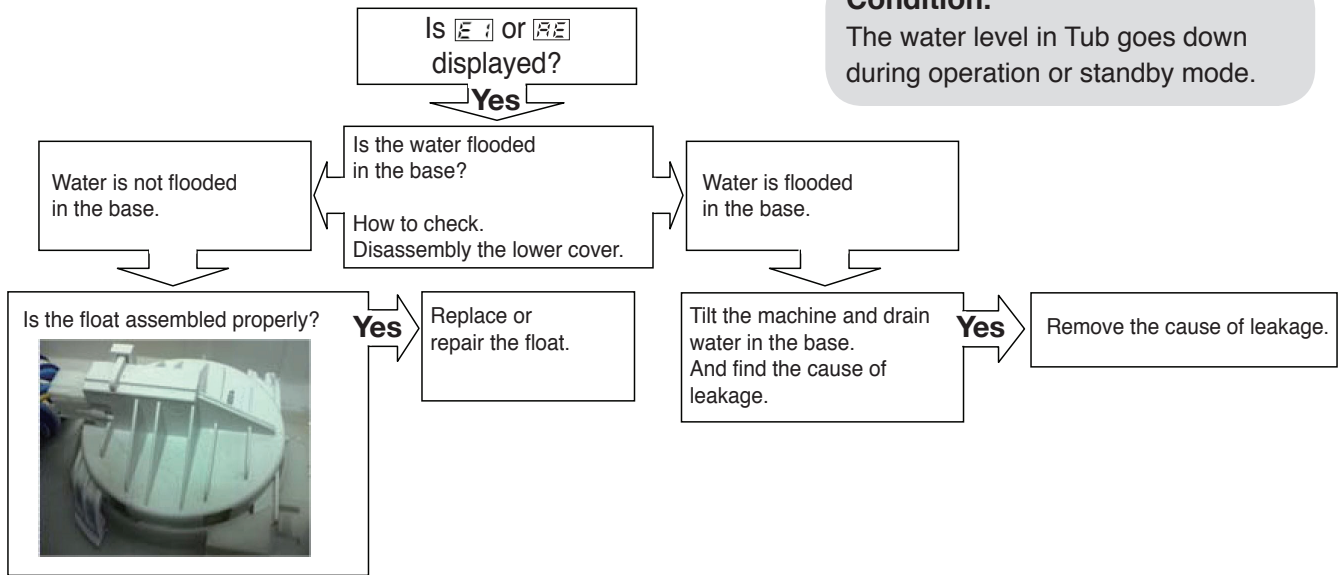 Condition:
The water level in Tub goes down
during operation or standby mode.
Is E1 or AE
displayed?
Yes
Is the water flooded
in the base?
How to check.
Disassembly the lower cover.
Water is not flooded
in the base.
Water is flooded
in the base.
Is the float assembled properly?
Yes
Replace or
repair the float.
Tilt the machine and drain
water in the base.
And find the cause of
leakage.
Yes
Remove the cause of leakage.